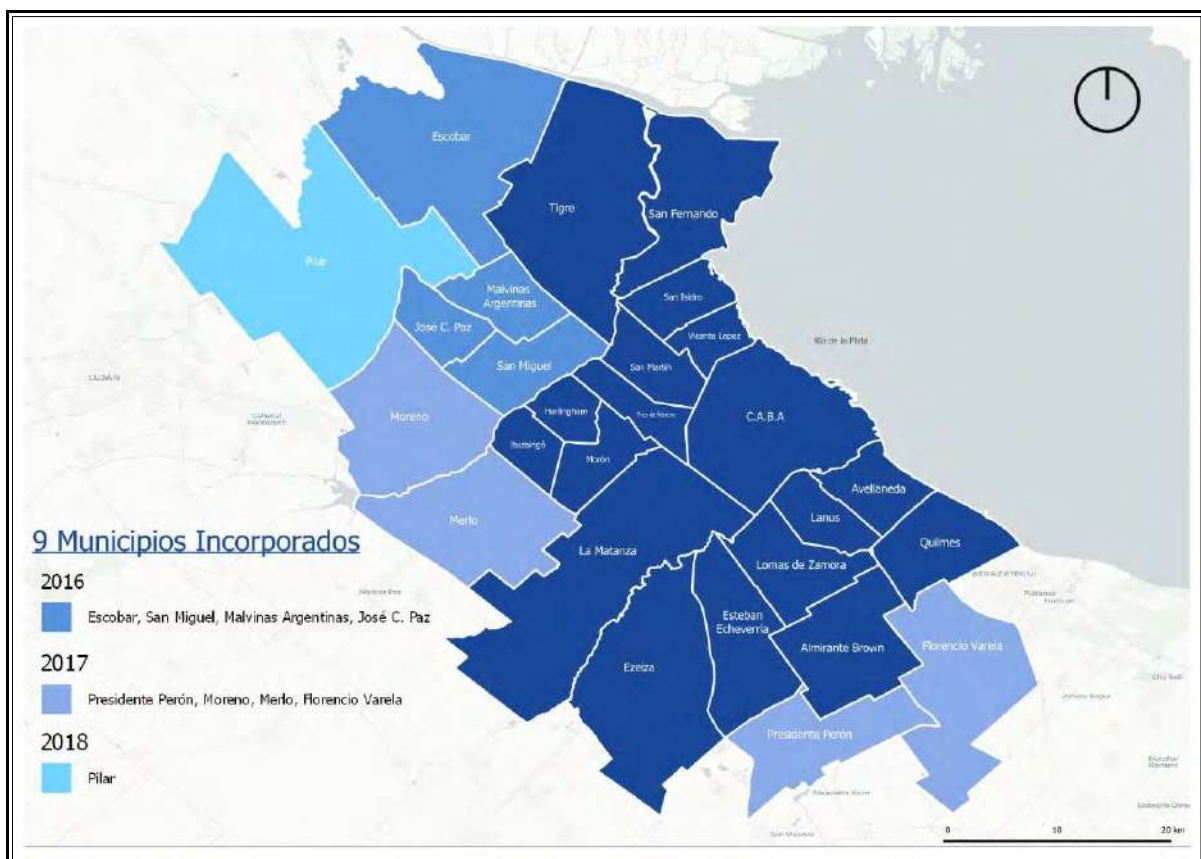 Escobar
Tigre
San Fernando
Pilar
Malvinas
Argentinas
San Isidro
José C. Paz
Vicente Lopez
Río de la Plata
San Miguel
San Martín
LUJÁN
Moreno
Hurlingham
C.A.B.A
Ituzaingó
Morón
Avellaneda
Merlo
Lanus
Quilmes
9 Municipios Incorporados
La Matanza
Lomas de Zamora
BERAZATEGUI
2016
Escobar, San Miguel, Malvinas Argentinas, José C. Paz
Esteban
Echeverría
Almirante Brown
Florencio Varela
Ezeiza
2017
Presidente Perón, Moreno, Merlo, Florencio Varela
Presidente Perón
2018
Pilar
0 10 20 km